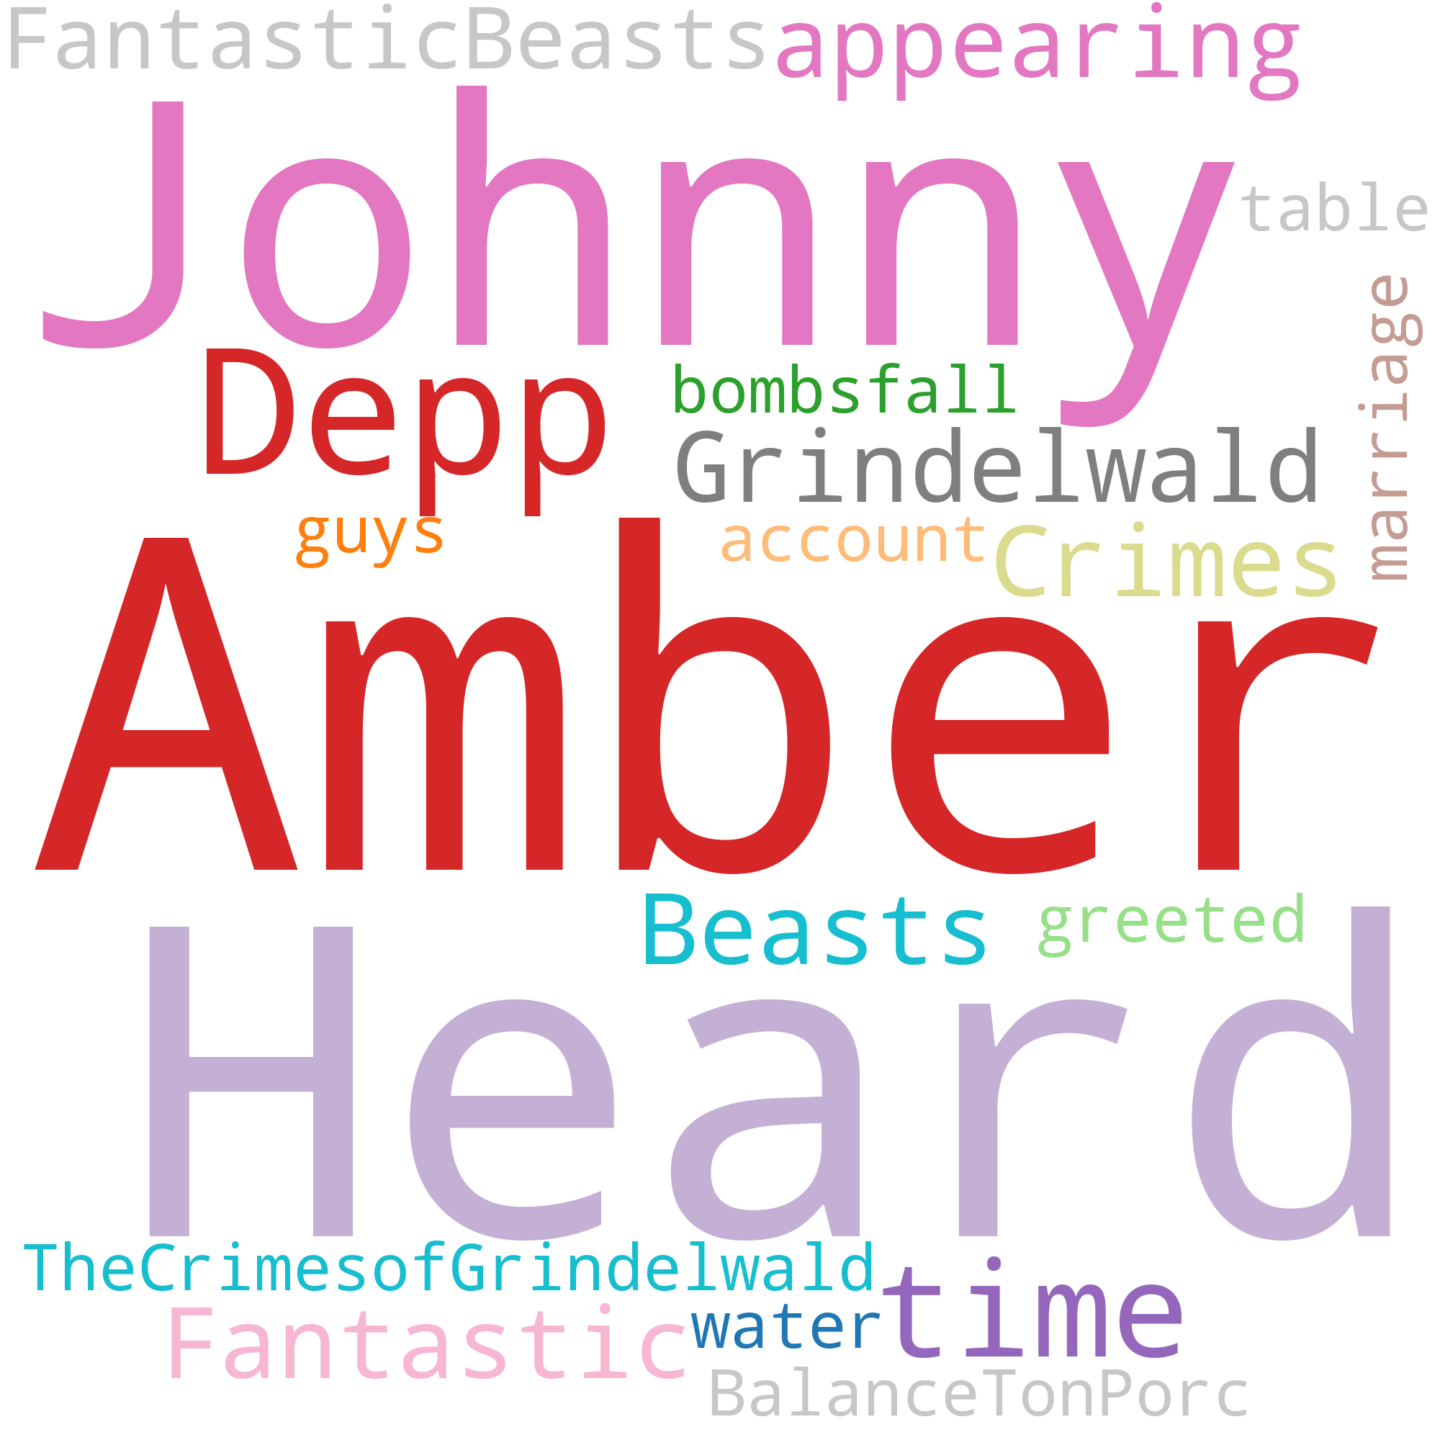 FantasticBeasts appearing
Johnny
table
marriage
Depp
bombsfall
Grindelwald
guys
account
Crimes
Amber
Beasts
greeted
Heard
TheCrimesofGrindelwald
time
Fantastic
water
BalanceTonPorc